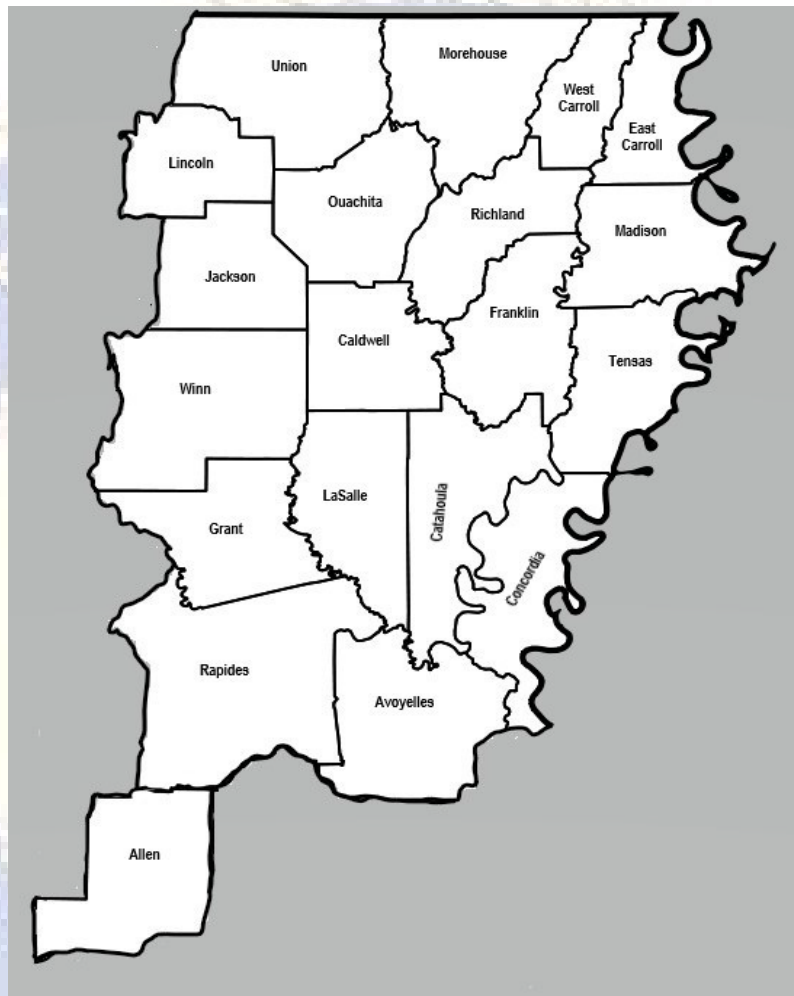 Union
Morehouse
West
Carroll
East
Carroll
Lincoln
Ouachita
Richland
Madison
Jackson
Franklin
Caldwell
Tensas
Winn
LaSalle
Catahoula
Grant
Concordia
Rapides
Avoyelles
Allen